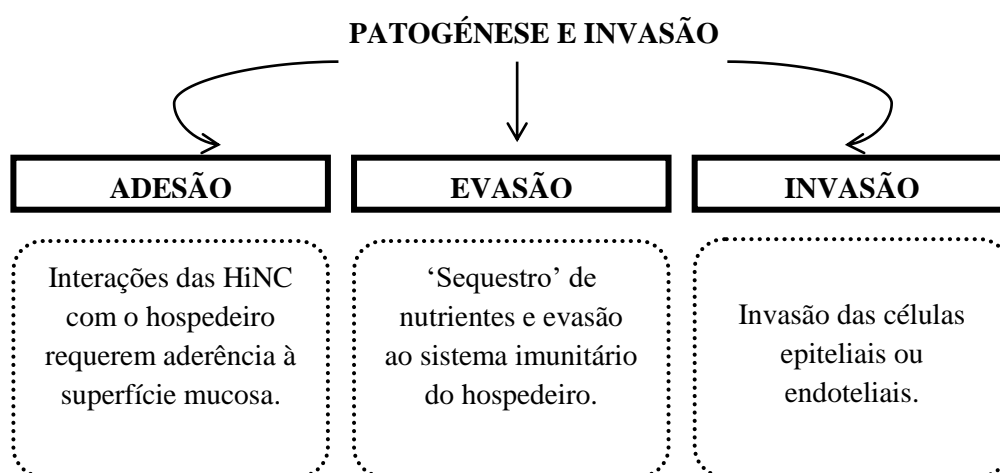 PATOGÉNESE E INVASÃO
ADESÃO
EVASÃO
INVASÃO
Interações das HiNC
com o hospedeiro
requerem aderência à
superfície mucosa.
‘Sequestro’ de
nutrientes e evasão
ao sistema imunitário
do hospedeiro.
Invasão das células
epiteliais ou
endoteliais.